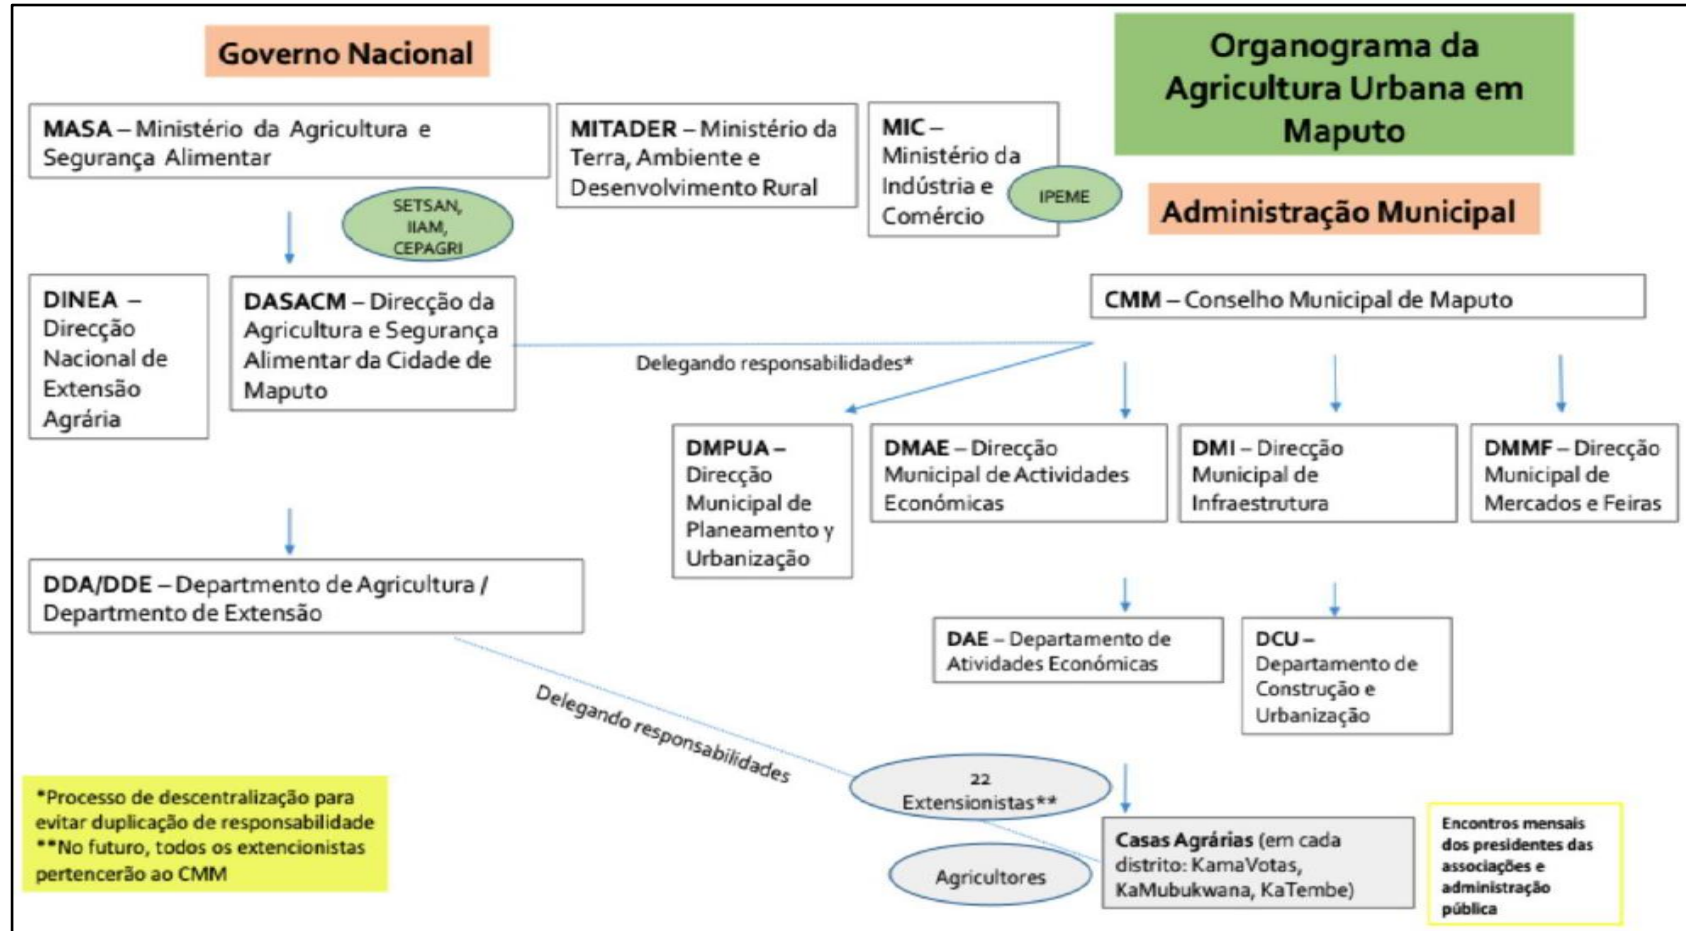 Governo Nacional
Organograma da
Agricultura Urbana em
Maputo
MASA – Ministério da Agricultura e
Segurança Alimentar
MITADER – Ministério da
Terra, Ambiente e
Desenvolvimento Rural
MIC –
Ministério da
Indústria e
Comércio
IPEME
SETSAN,
IIAM,
CEPAGRI
Administração Municipal
DINEA –
Direcção
Nacional de
Extensão
Agrária
DASACM – Direcção da
Agricultura e Segurança
Alimentar da Cidade de
Maputo
CMM – Conselho Municipal de Maputo
Delegando responsabilidades*
DMPUA –
Direcção
Municipal de
Planeamento y
Urbanização
DMAE – Direcção
Municipal de Actividades
Económicas
DMI – Direcção
Municipal de
Infraestrutura
DMMF – Direcção
Municipal de
Mercados e Feiras
DDA/DDE – Departmento de Agricultura /
Departmento de Extensão
DAE – Departamento de
Atividades Económicas
DCU –
Departamento de
Construção e
Urbanização
Delegando responsabilidades
22
Extensionistas**
Agricultores
Casas Agrárias (em cada
distrito: KamaVotas,
KaMubukwana, KaTembe)
Encontros mensais
dos presidentes das
associações e
administração
pública
*Processo de descentralização para
evitar duplicação de responsabilidade
**No futuro, todos os extencionistas
pertencerão ao CMM